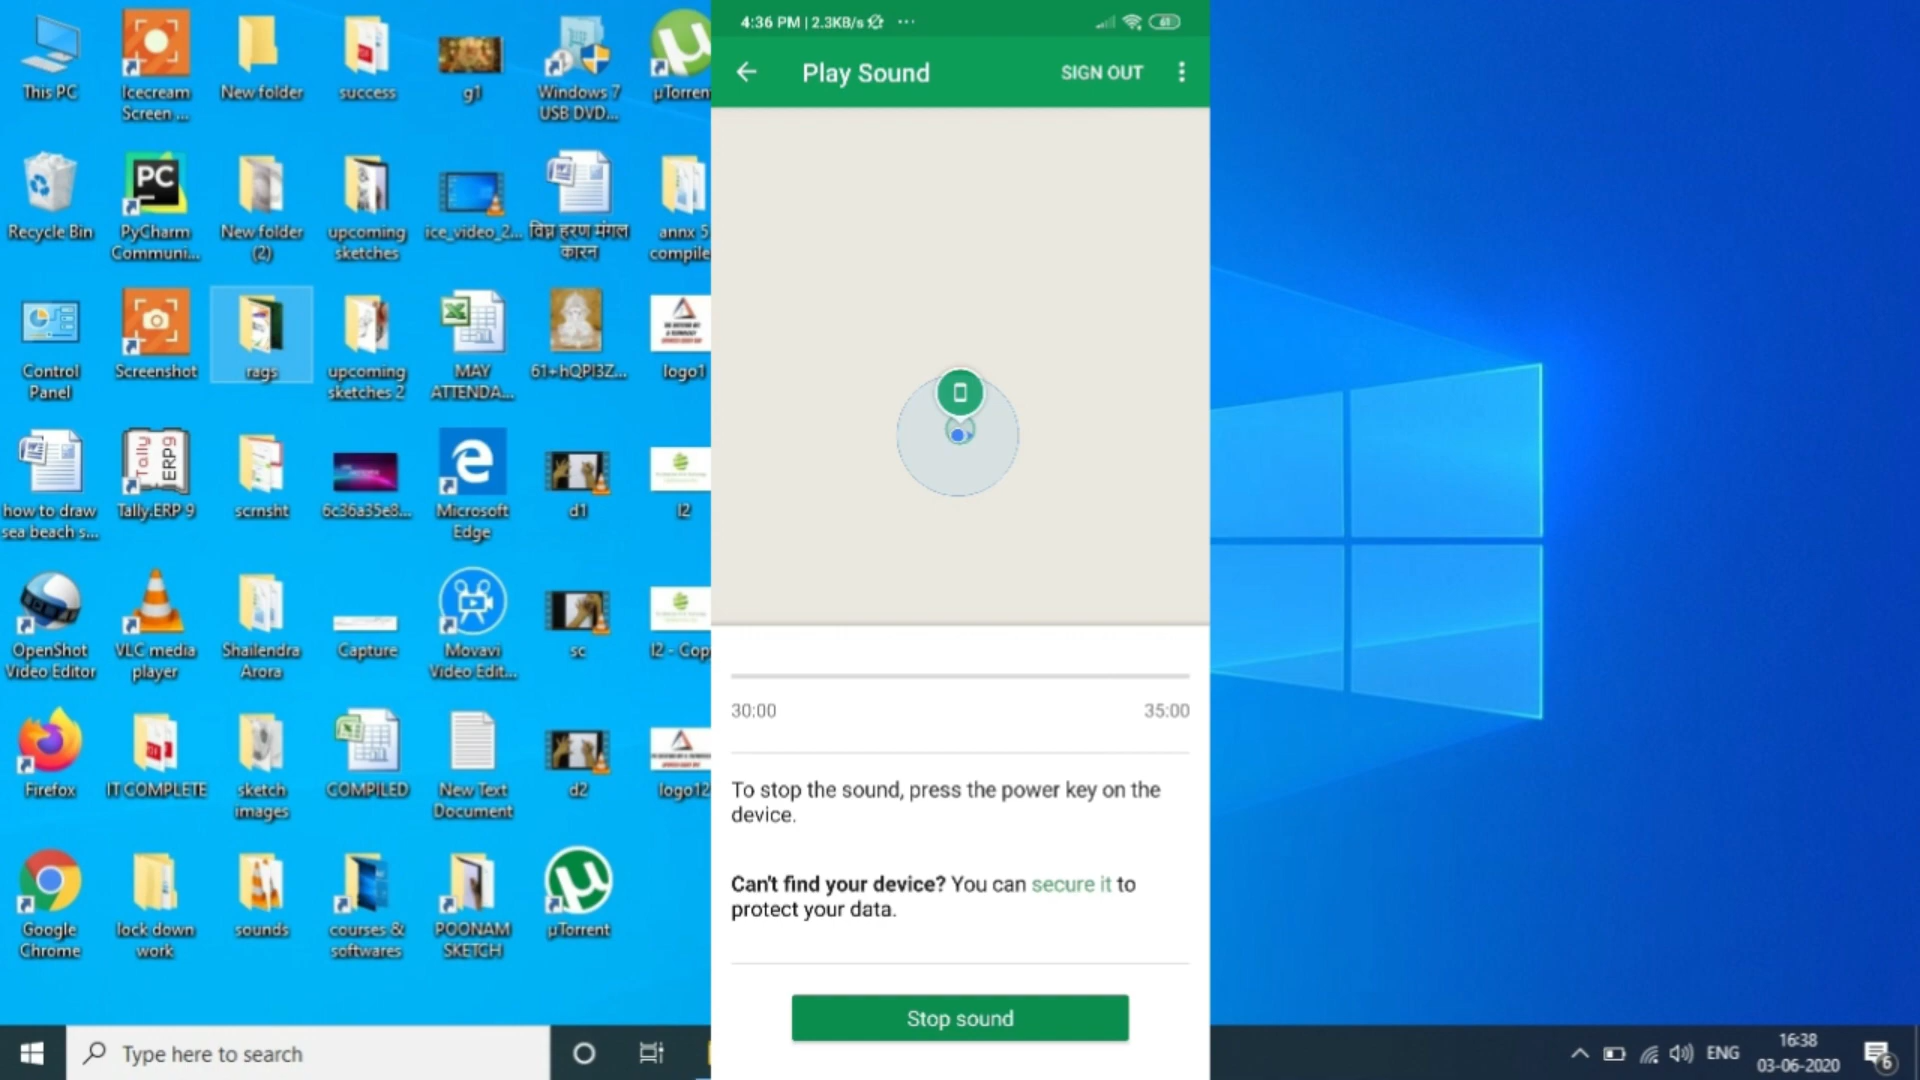 This PC
Icecream
Screen ...
New folder
success
g1
Windows 7
USB DVD...
µTorrent
Recycle Bin
PyCharm
Communi...
New folder
(2)
upcoming
sketches
ice_video_2...
विघ्न हरण मंगल
कारन
annx 5
compile
Control
Panel
Screenshot
rags
upcoming
sketches 2
MAY
ATTENDA...
61+hQPI3Z...
logo1
how to draw
sea beach s...
Tally.ERP 9
scrnsht
6c36a35e8...
Microsoft
Edge
d1
l2
OpenShot
Video Editor
VLC media
player
Shailendra
Arora
Capture
Movavi
Video Edit...
sc
l2 - Cop
Firefox
IT COMPLETE
sketch
images
COMPILED
New Text
Document
d2
logo12
Google
Chrome
lock down
work
sounds
courses &
softwares
POONAM
SKETCH
µTorrent
PC
Tally
ERP9
4:36 PM | 2.3KB/s ...
61
Play Sound
SIGN OUT
30:00
35:00
To stop the sound, press the power key on the
device.
Can't find your device? You can secure it to
protect your data.
Stop sound
Type here to search
ENG
16:38
03-06-2020
6